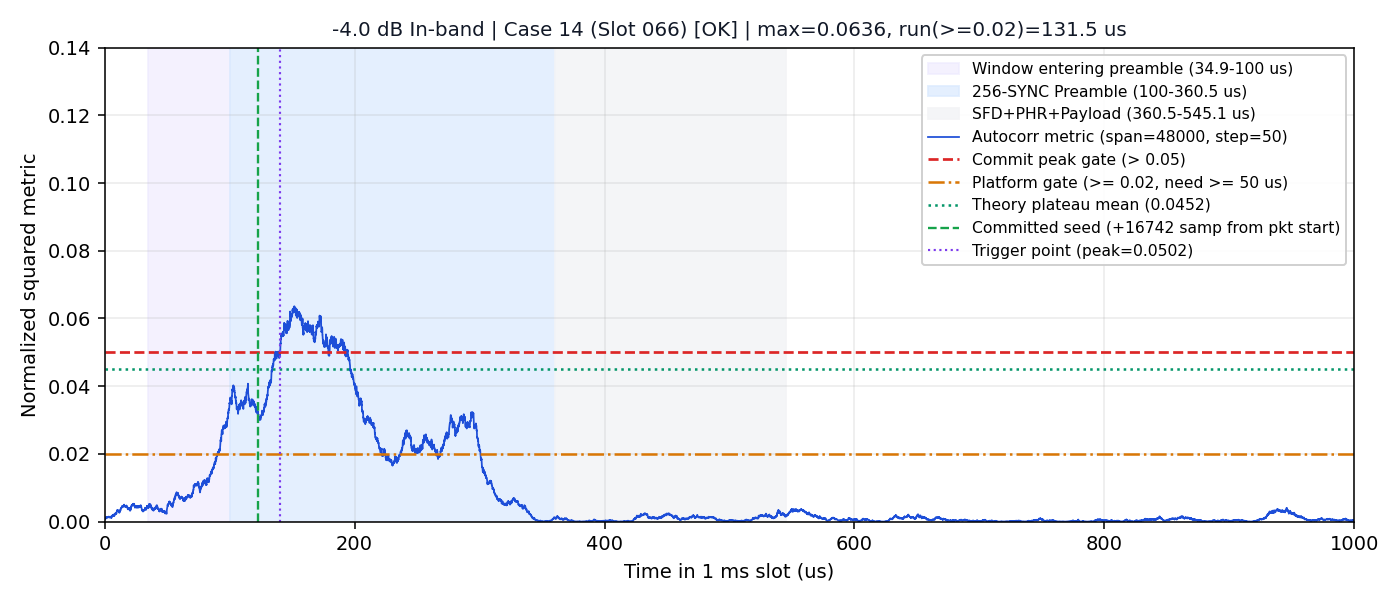 -4.0 dB In-band | Case 14 (Slot 066) [OK] | max=0.0636, run(>=0.02)=131.5 us
Normalized squared metric
0.14
0.12
0.10
0.08
0.06
0.04
0.02
0.00
Window entering preamble (34.9-100 us)
256-SYNC Preamble (100-360.5 us)
SFD+PHR+Payload (360.5-545.1 us)
Autocorr metric (span=48000, step=50)
Commit peak gate (> 0.05)
Platform gate (>= 0.02, need >= 50 us)
Theory plateau mean (0.0452)
Committed seed (+16742 samp from pkt start)
Trigger point (peak=0.0502)
0 200 400 600 800 1000
Time in 1 ms slot (us)